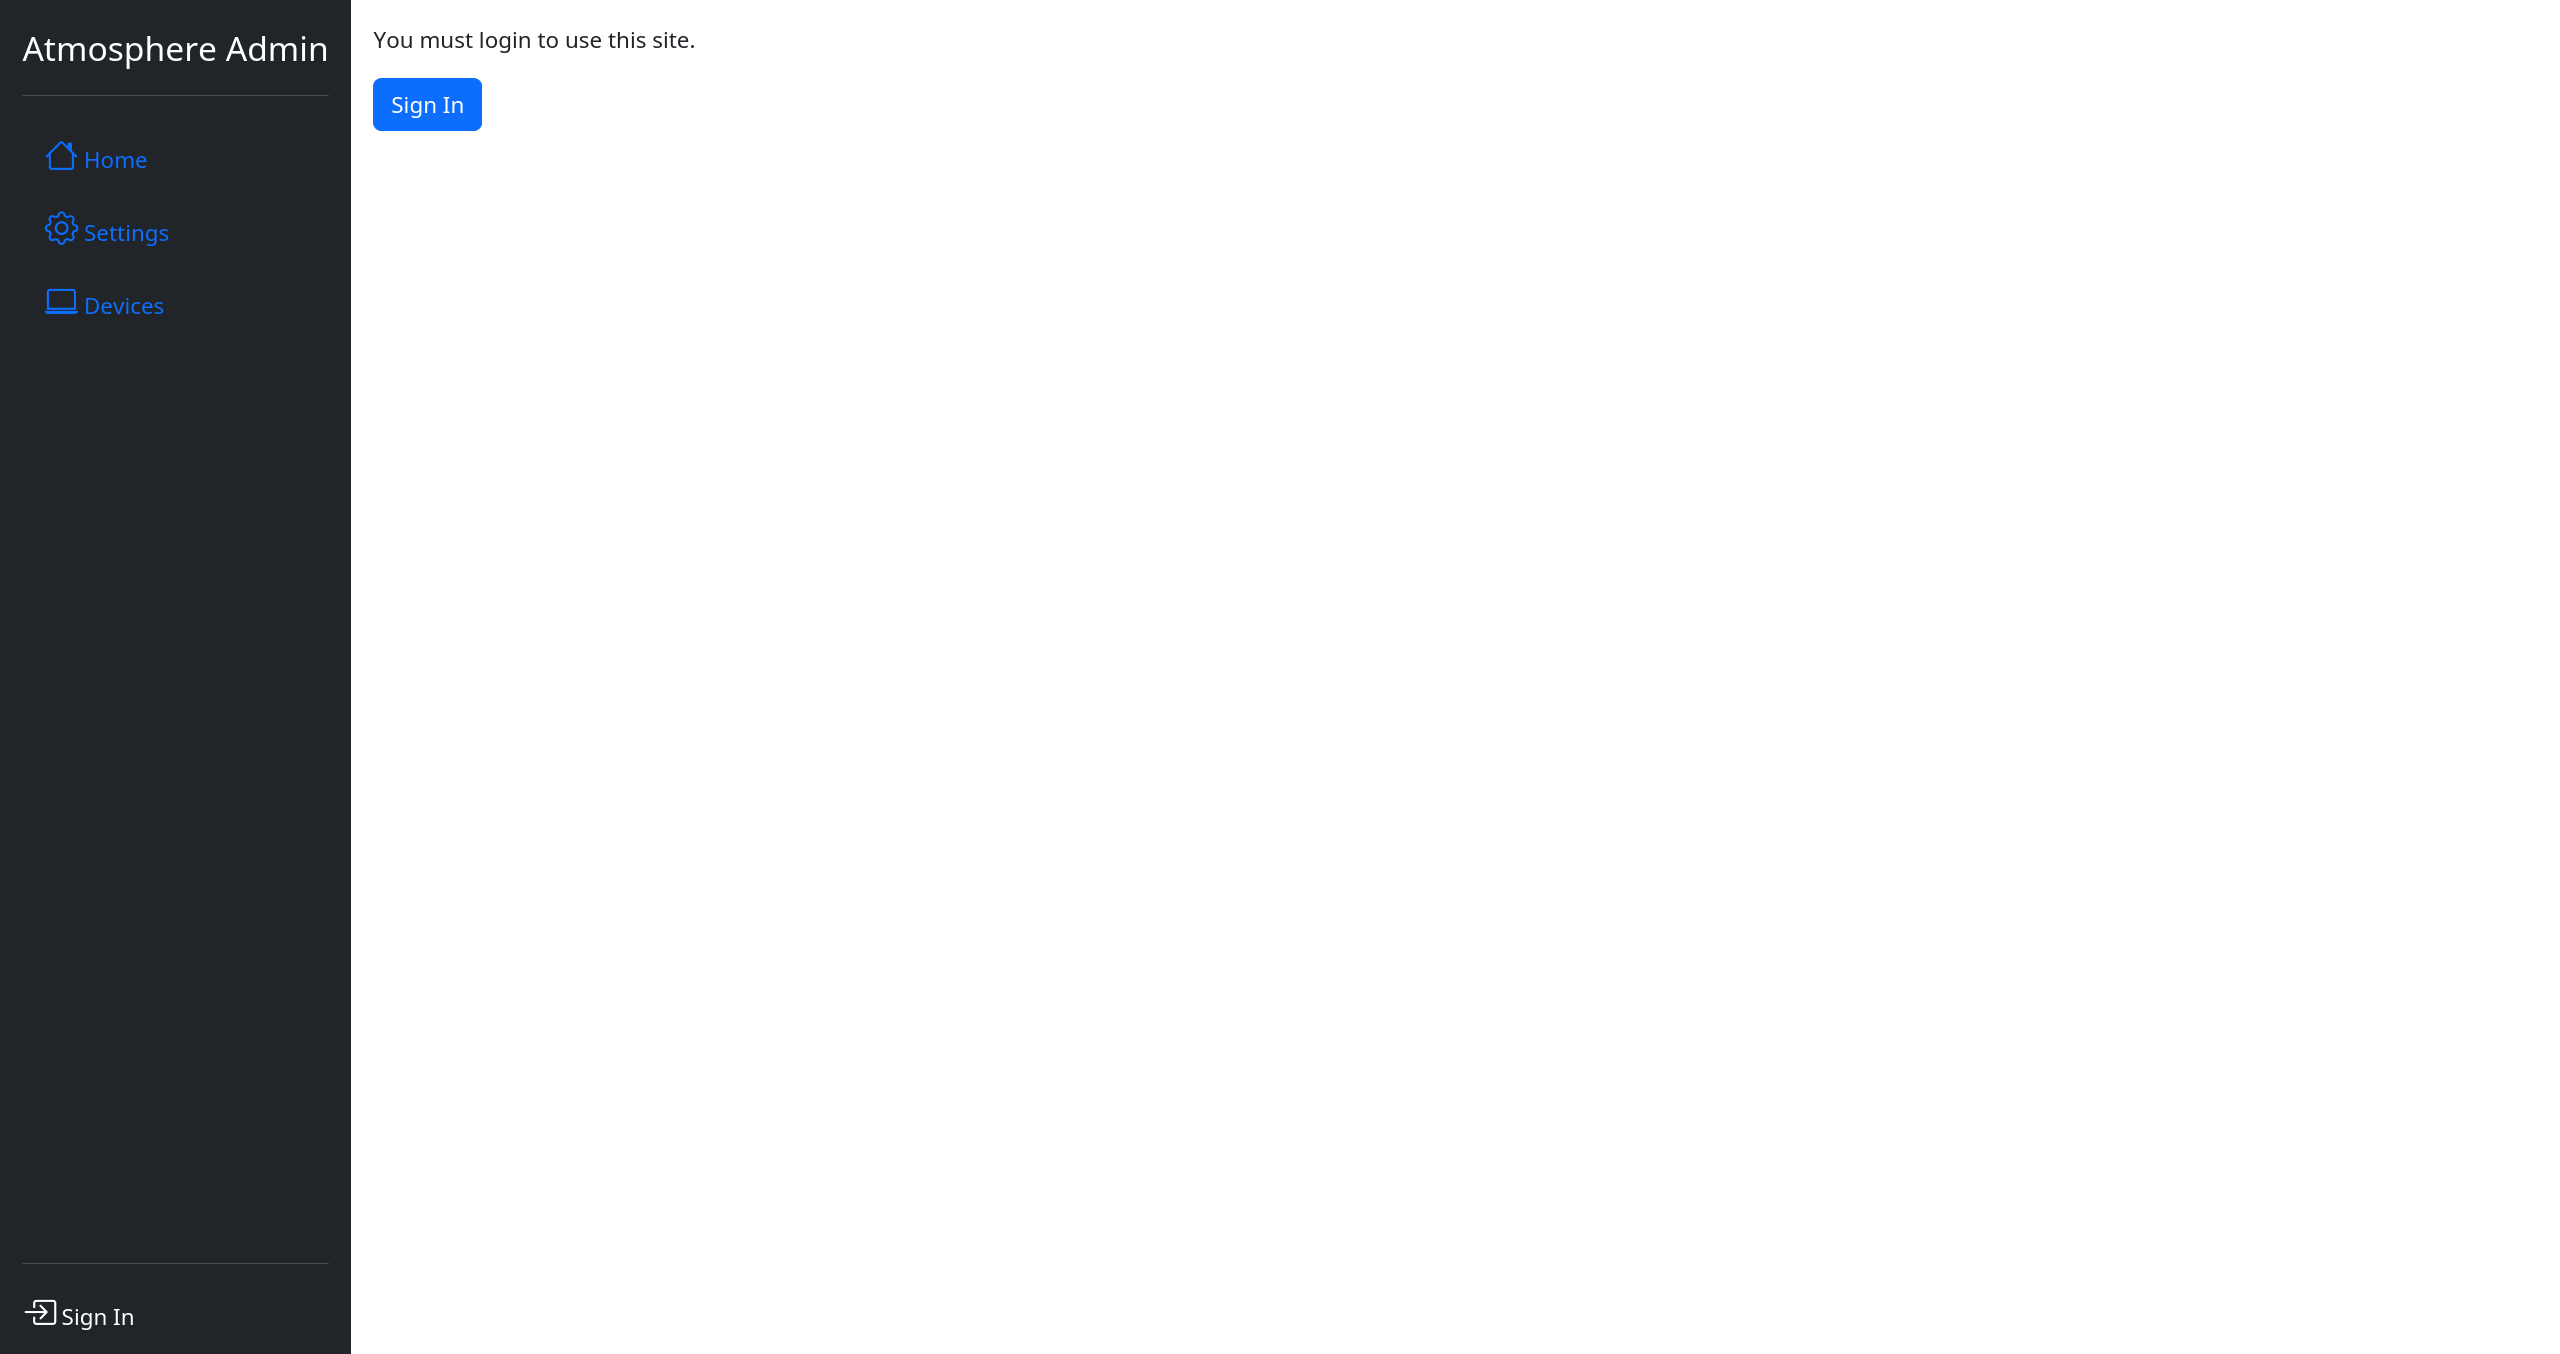 Atmosphere Admin
Home
Settings
Devices
Sign In
You must login to use this site.
Sign In